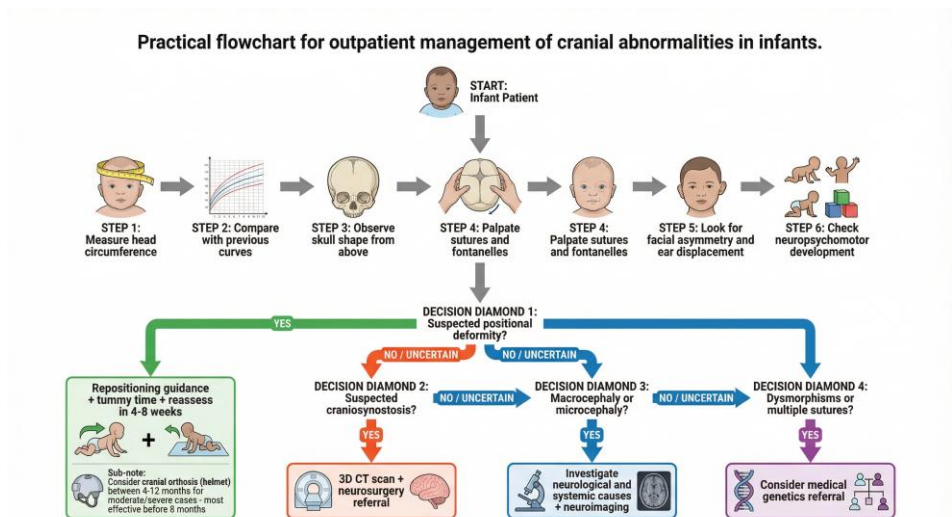 Practical flowchart for outpatient management of cranial abnormalities in infants.
START:
Infant Patient
STEP 1:
Measure head
circumference
STEP 2: Compare
with previous
curves
STEP 3: Observe
skull shape from
above
STEP 4: Palpate
sutures and
fontanelles
STEP 4:
Palpate sutures
and fontanelles
STEP 5: Look for
facial asymmetry and
ear displacement
STEP 6: Check
neuropsychomotor
development
DECISION DIAMOND 1:
Suspected positional
deformity?
YES
NO / UNCERTAIN
NO / UNCERTAIN
Repositioning guidance
+ tummy time + reassess
in 4-8 weeks
+
Sub-note:
Consider cranial orthosis (helmet)
between 4-12 months for
moderate/severe cases - most
effective before 8 months
DECISION DIAMOND 2:
Suspected
craniosynostosis?
NO / UNCERTAIN
DECISION DIAMOND 3:
Macrocephaly or
microcephaly?
NO / UNCERTAIN
DECISION DIAMOND 4:
Dysmorphisms or
multiple sutures?
YES
YES
YES
3D CT scan +
neurosurgery
referral
Investigate
neurological and
systemic causes
+ neuroimaging
Consider medical
genetics referral